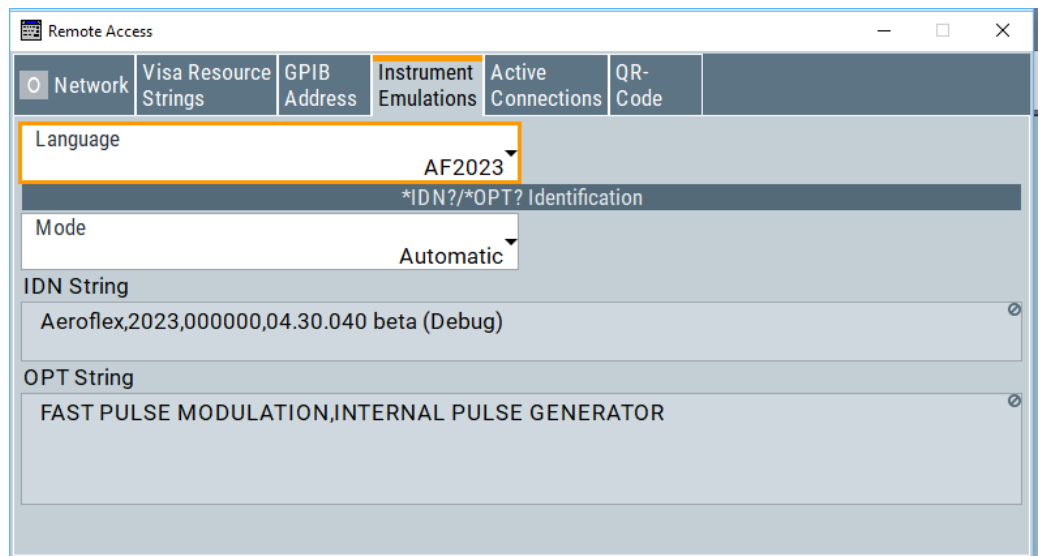 Remote Access
O Network
Visa Resource Strings
GPIB Address
Instrument Emulations
Active Connections
QR-Code
Language
AF2023
*IDN?/*OPT? Identification
Mode
Automatic
IDN String
Aeroflex,2023,000000,04.30.040 beta (Debug)
OPT String
FAST PULSE MODULATION,INTERNAL PULSE GENERATOR